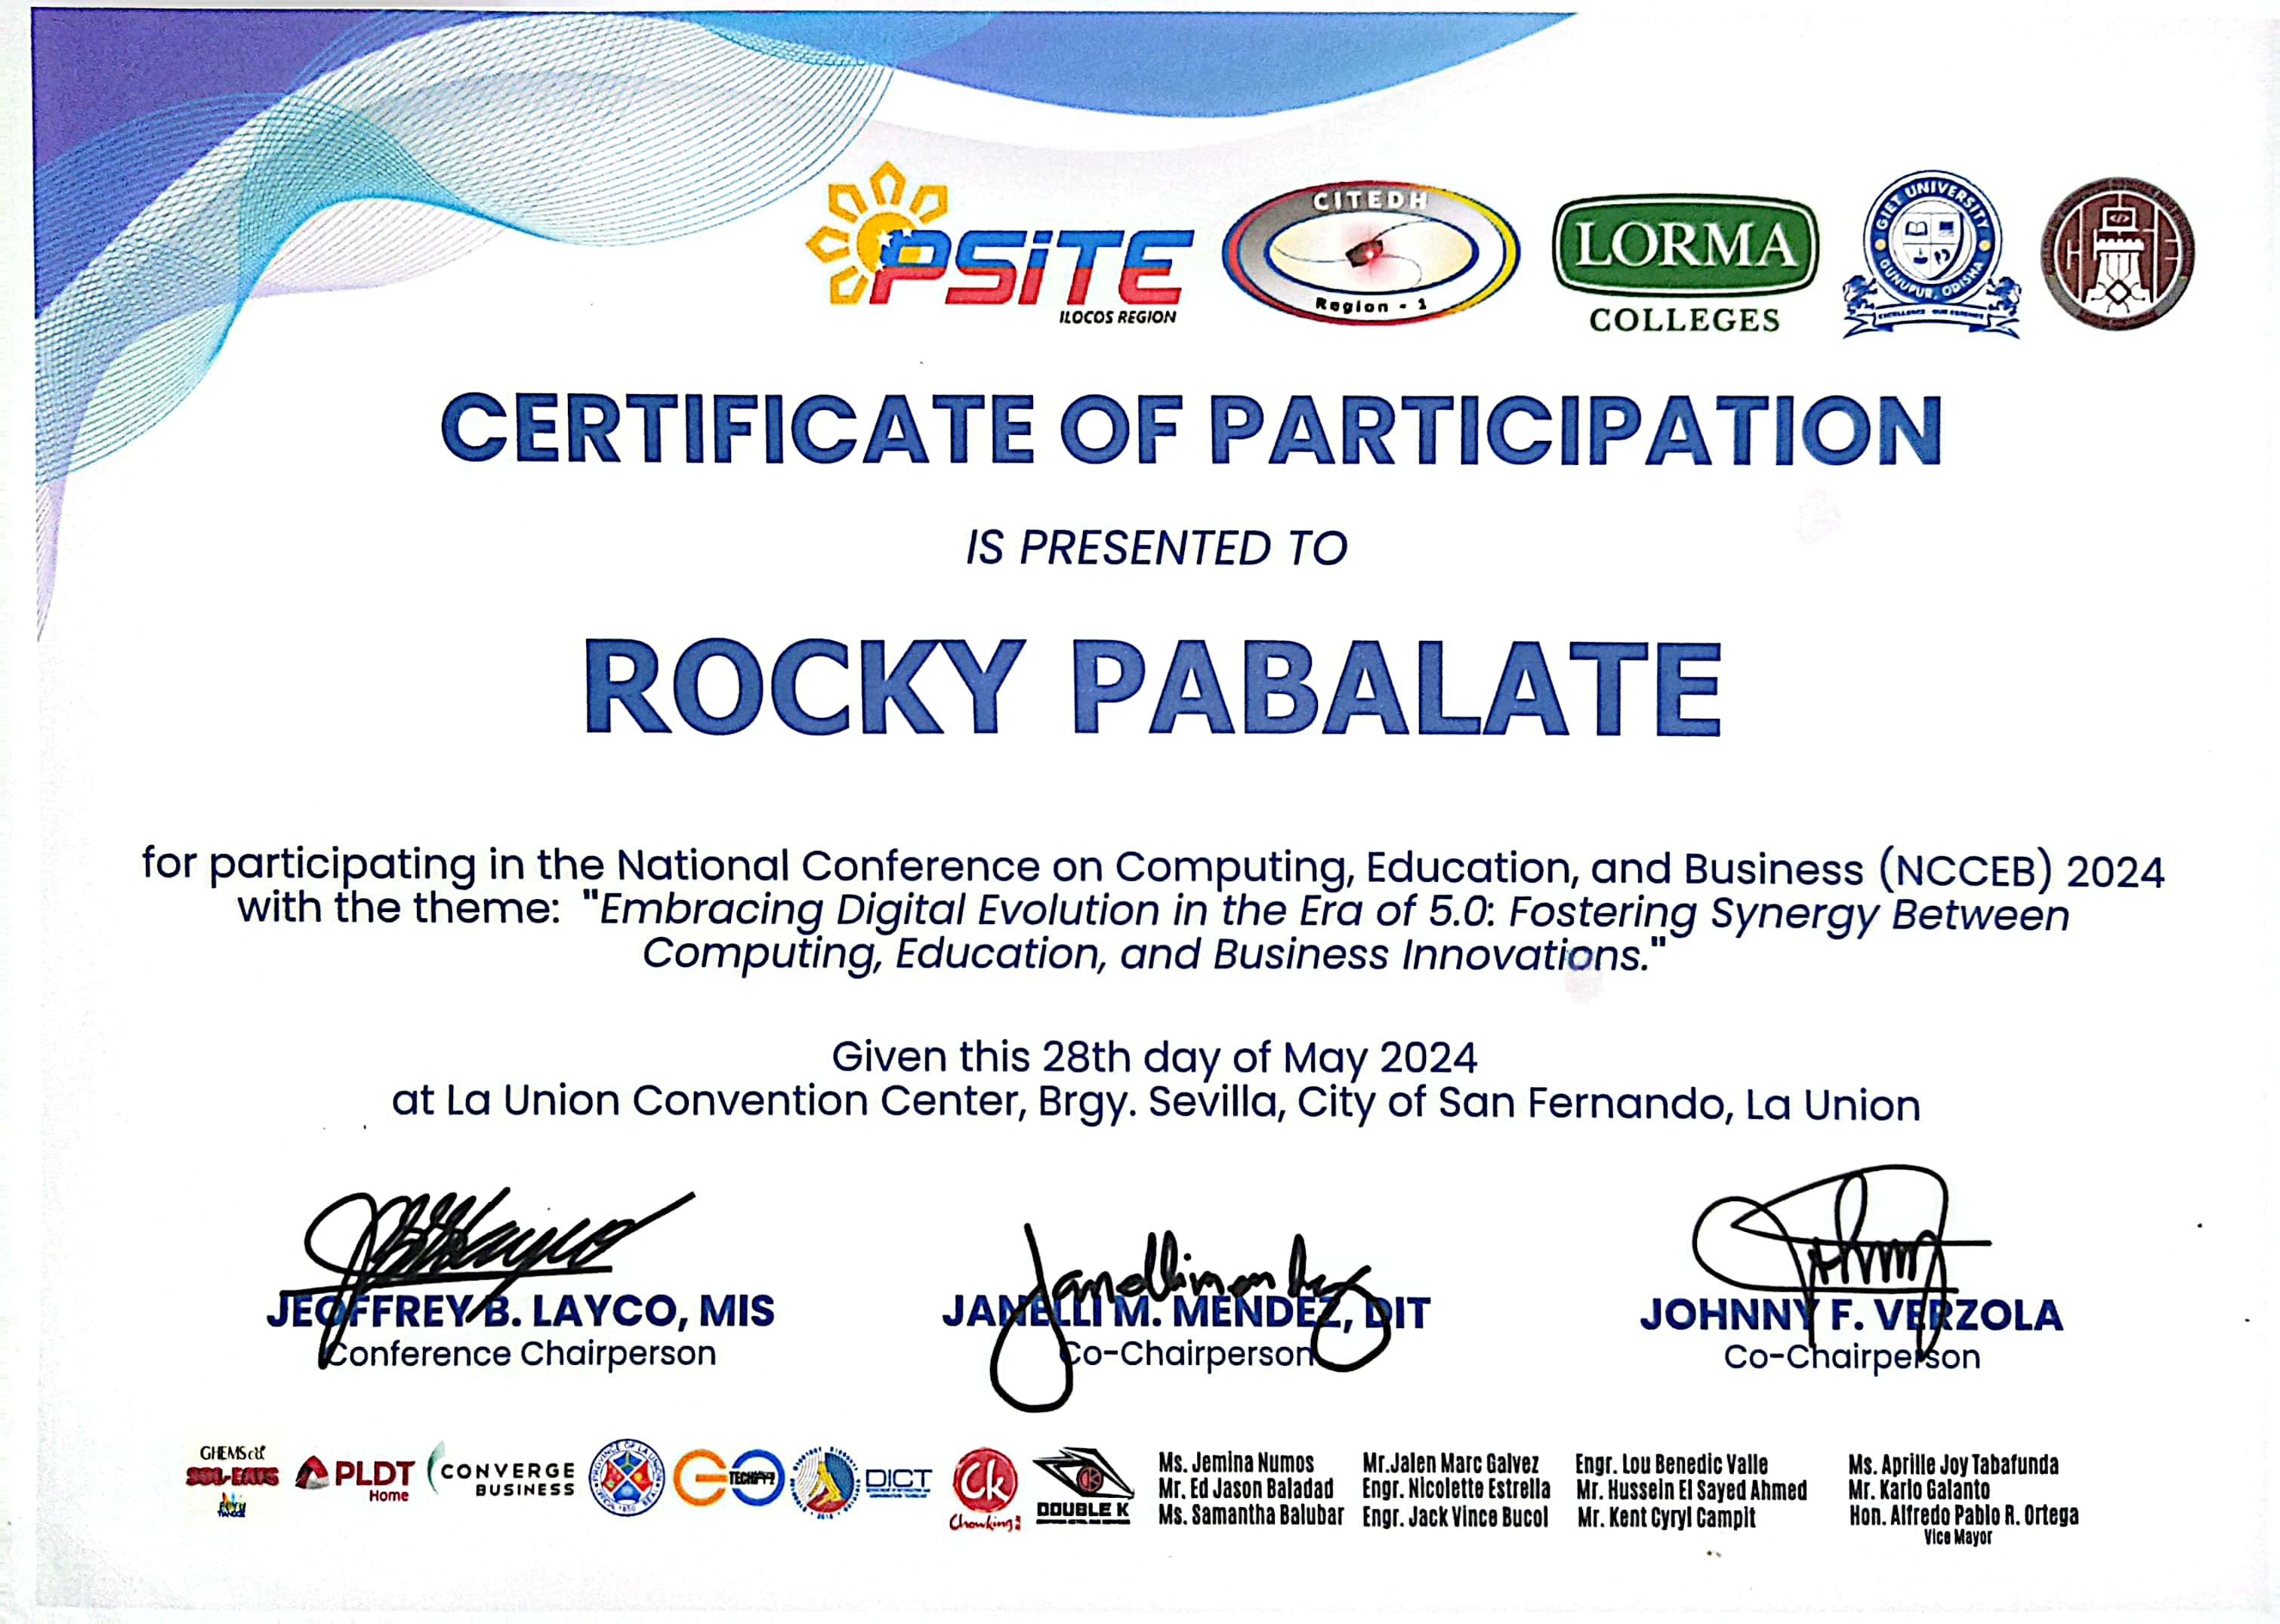 PSiTE
ILOCOS REGION
CITEDH
Region - 1
LORMA
COLLEGES
GIET UNIVERSITY
GUNUPUR, ODISHA
CERTIFICATE OF PARTICIPATION
IS PRESENTED TO
ROCKY PABALATE
for participating in the National Conference on Computing, Education, and Business (NCCEB) 2024
with the theme: "Embracing Digital Evolution in the Era of 5.0: Fostering Synergy Between
Computing, Education, and Business Innovations."
Given this 28th day of May 2024
at La Union Convention Center, Brgy. Sevilla, City of San Fernando, La Union
JEOFFREY B. LAYCO, MIS
Conference Chairperson
JANELLI M. MENDEZ, DIT
Co-Chairperson
JOHNNY F. VERZOLA
Co-Chairperson
GHEMS
SOL-EATS
PLDT
Home
CONVERGE
BUSINESS
DICT
CK
Chowking
DOUBLE K
Ms. Jemina Numos
Mr. Ed Jason Baladad
Ms. Samantha Balubar
Mr.Jalen Marc Galvez
Engr. Nicolette Estrella
Engr. Jack Vince Bucol
Engr. Lou Benedic Valle
Mr. Hussein El Sayed Ahmed
Mr. Kent Cyryl Campit
Ms. Aprille Joy Tabafunda
Mr. Karlo Galanto
Hon. Alfredo Pablo R. Ortega
Vice Mayor